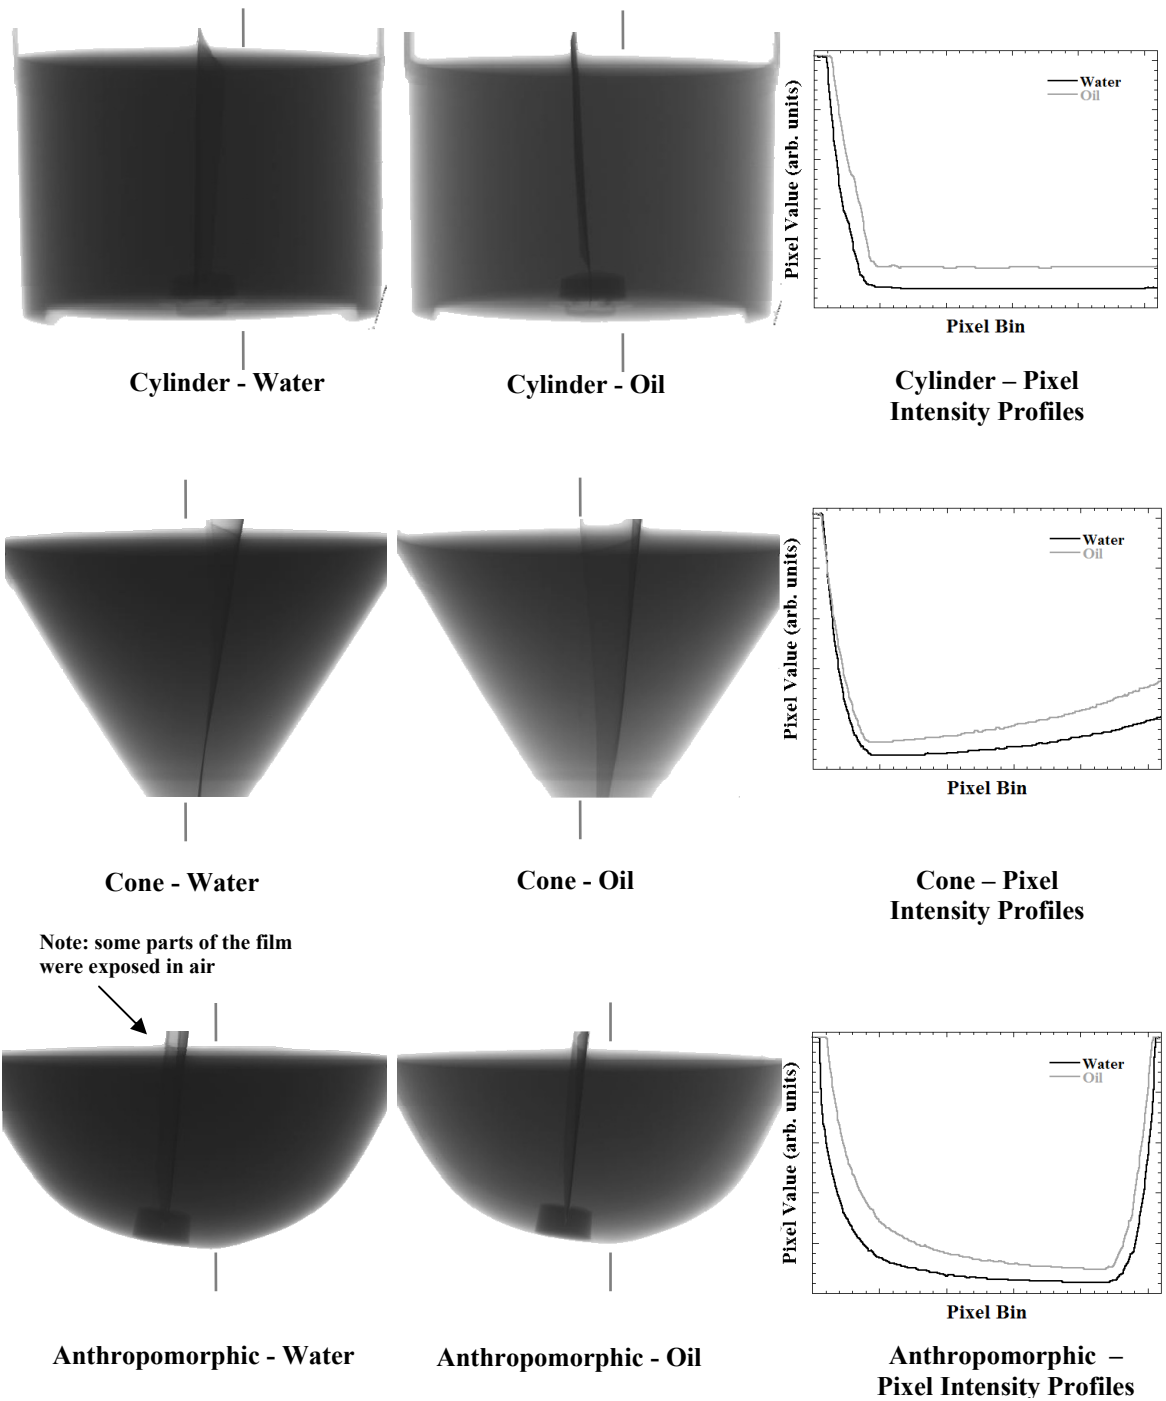 Water
Oil
Pixel Value (arb. units)
Pixel Bin
Cylinder - Water
Cylinder - Oil
Cylinder – Pixel
Intensity Profiles
Water
Oil
Pixel Value (arb. units)
Pixel Bin
Cone - Water
Cone - Oil
Cone – Pixel
Intensity Profiles
Note: some parts of the film
were exposed in air
Water
Oil
Pixel Value (arb. units)
Pixel Bin
Anthropomorphic - Water
Anthropomorphic - Oil
Anthropomorphic –
Pixel Intensity Profiles